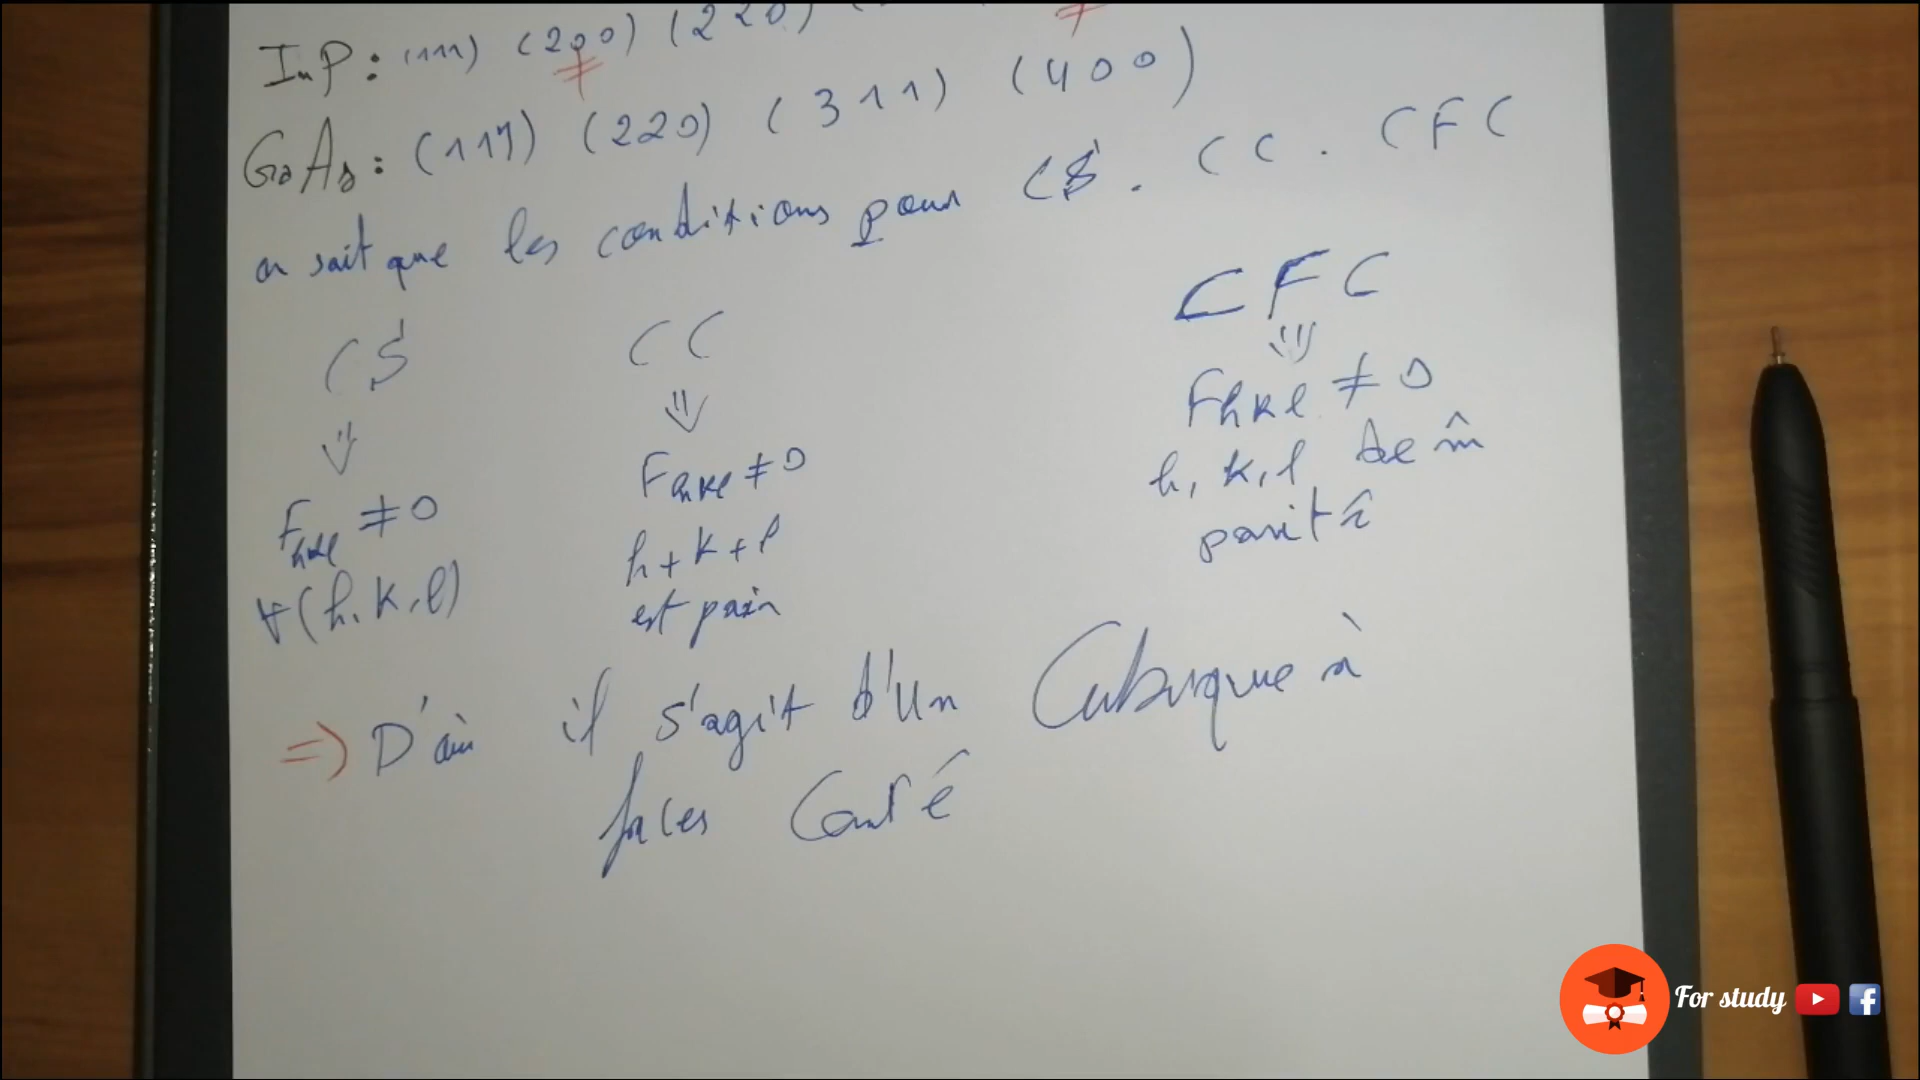 InP : (111) (200) (220)
GaAs : (111) (220) (311) (400)
on sait que les conditions pour CS . CC . CFC
CS
⇓
Fhkl ≠ 0
∀(h,k,l)
CC
⇓
Fhkl ≠ 0
h+k+l
est pair
CFC
⇓
Fhkl ≠ 0
h, k, l de m̂
parité
=> D'où il s'agit d'un Cubique à
faces Centré
For study